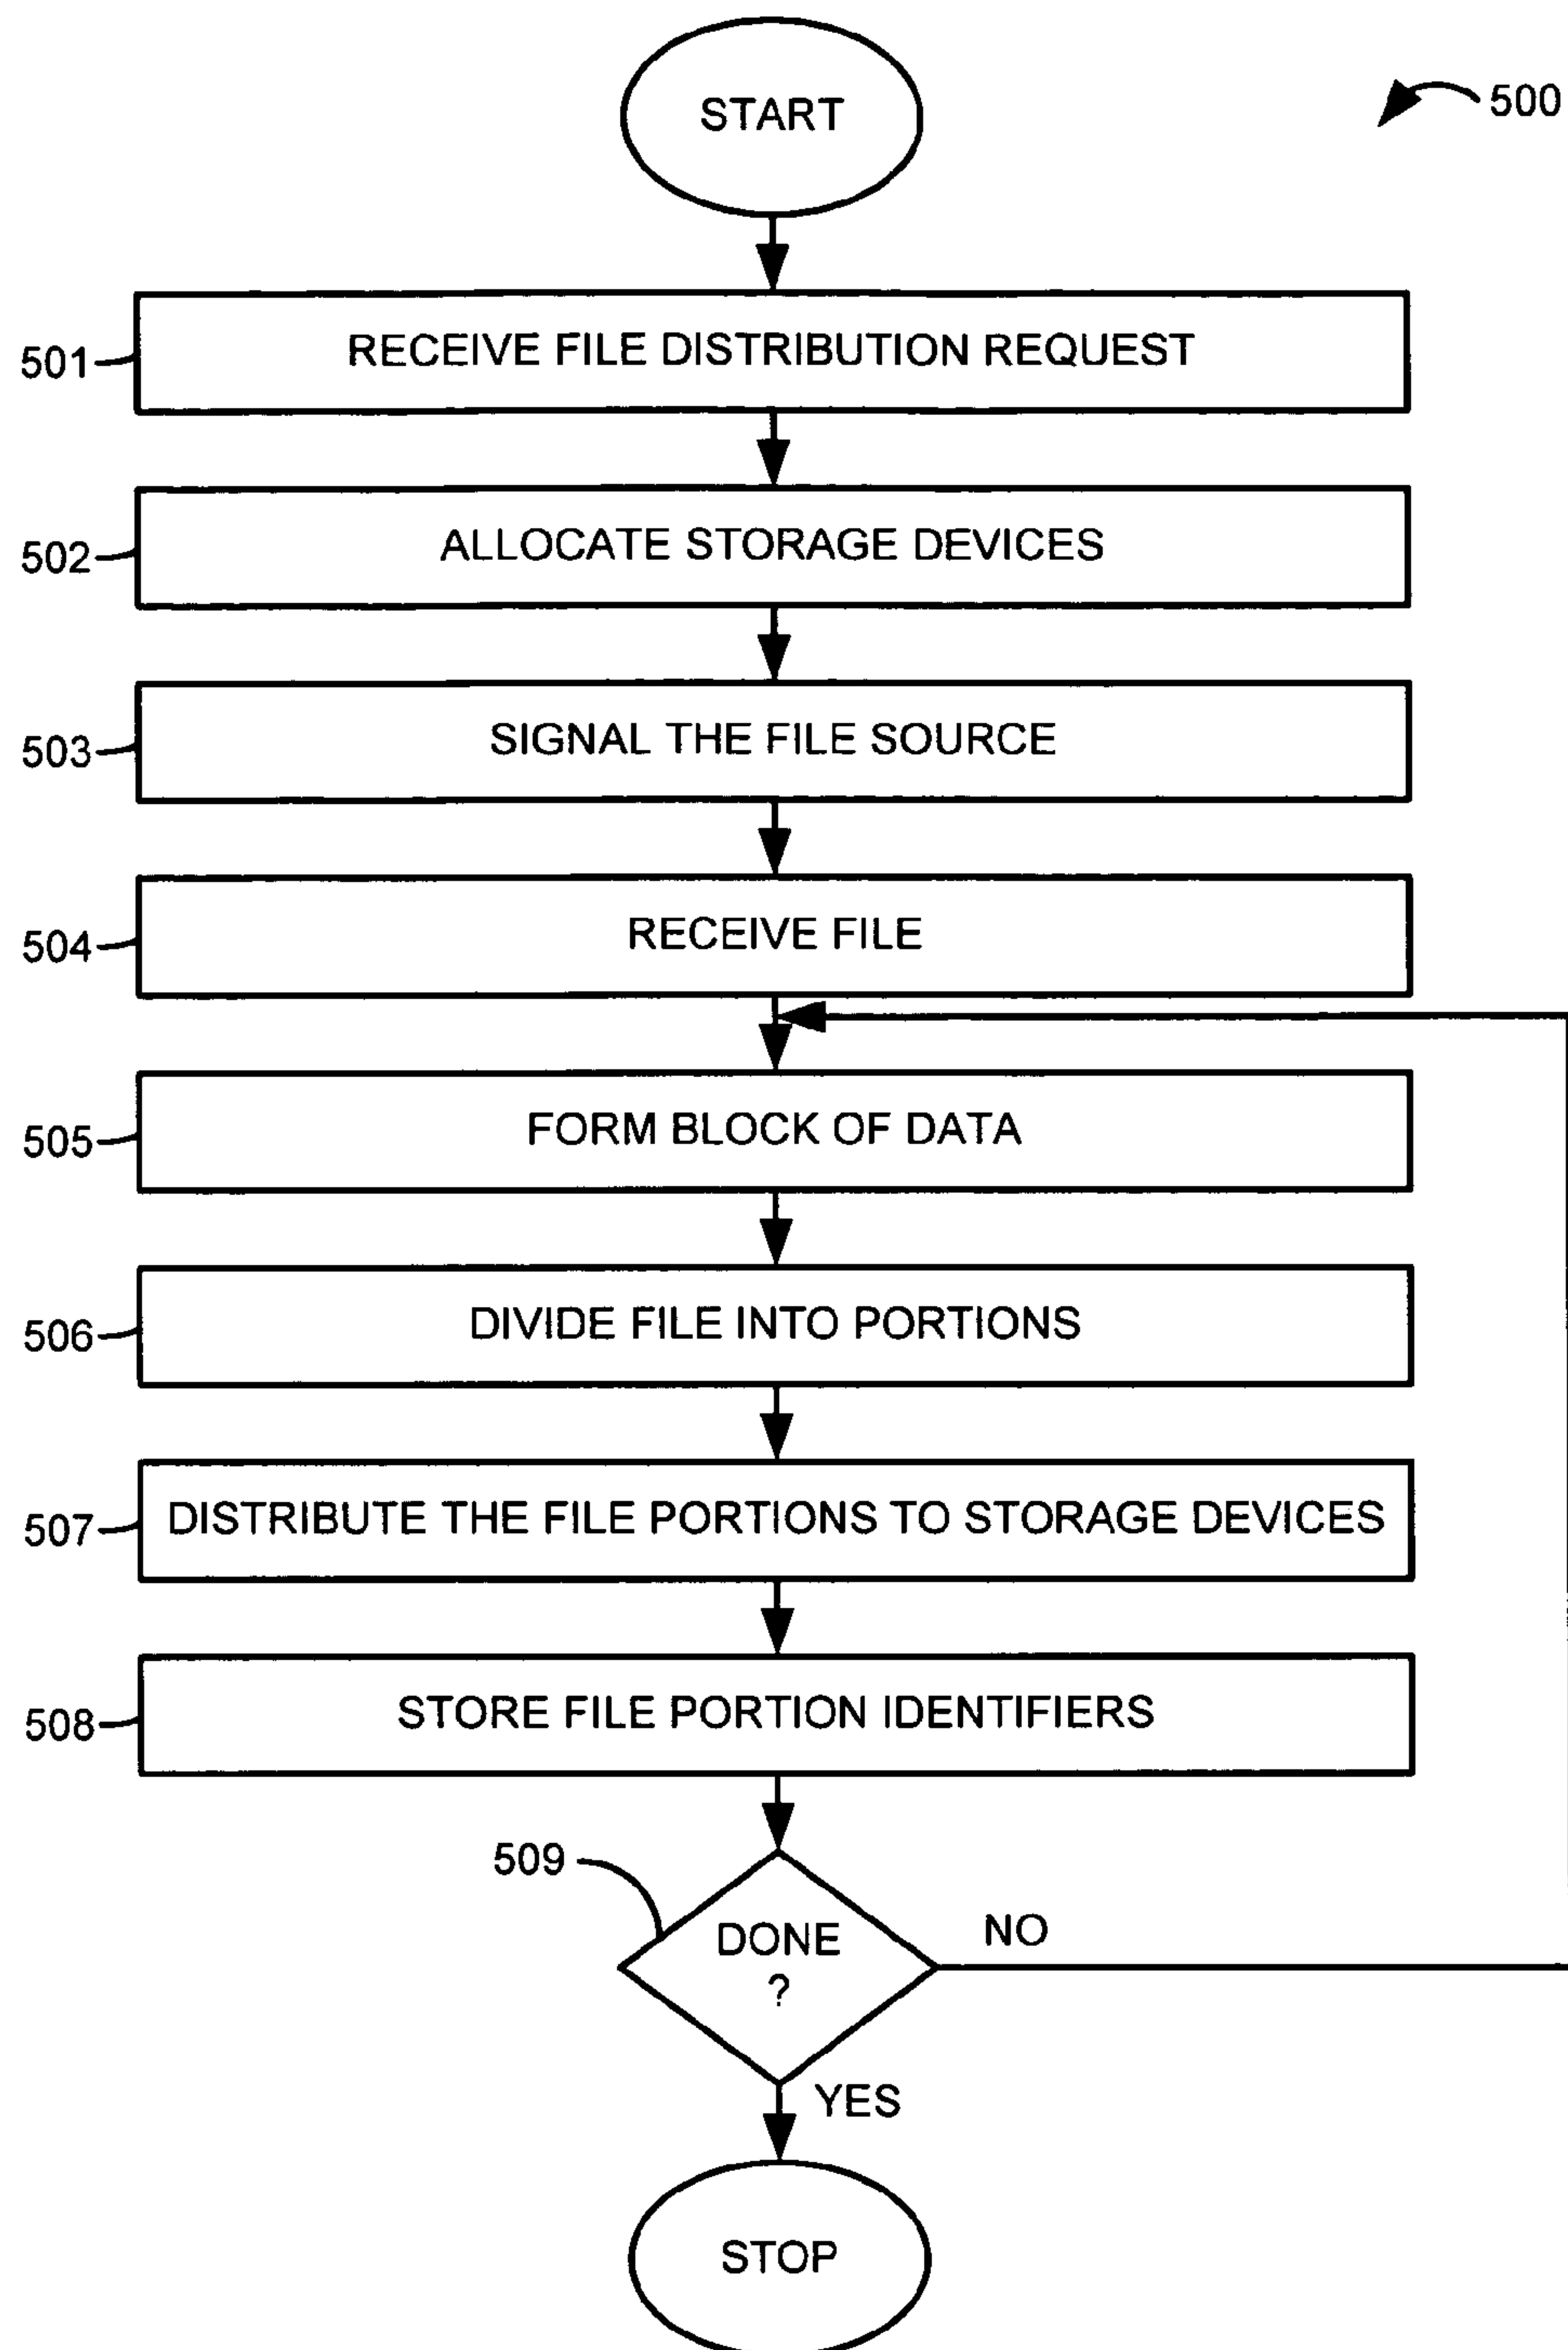 START
500
501
RECEIVE FILE DISTRIBUTION REQUEST
502
ALLOCATE STORAGE DEVICES
503
SIGNAL THE FILE SOURCE
504
RECEIVE FILE
505
FORM BLOCK OF DATA
506
DIVIDE FILE INTO PORTIONS
507
DISTRIBUTE THE FILE PORTIONS TO STORAGE DEVICES
508
STORE FILE PORTION IDENTIFIERS
509
DONE
?
NO
YES
STOP